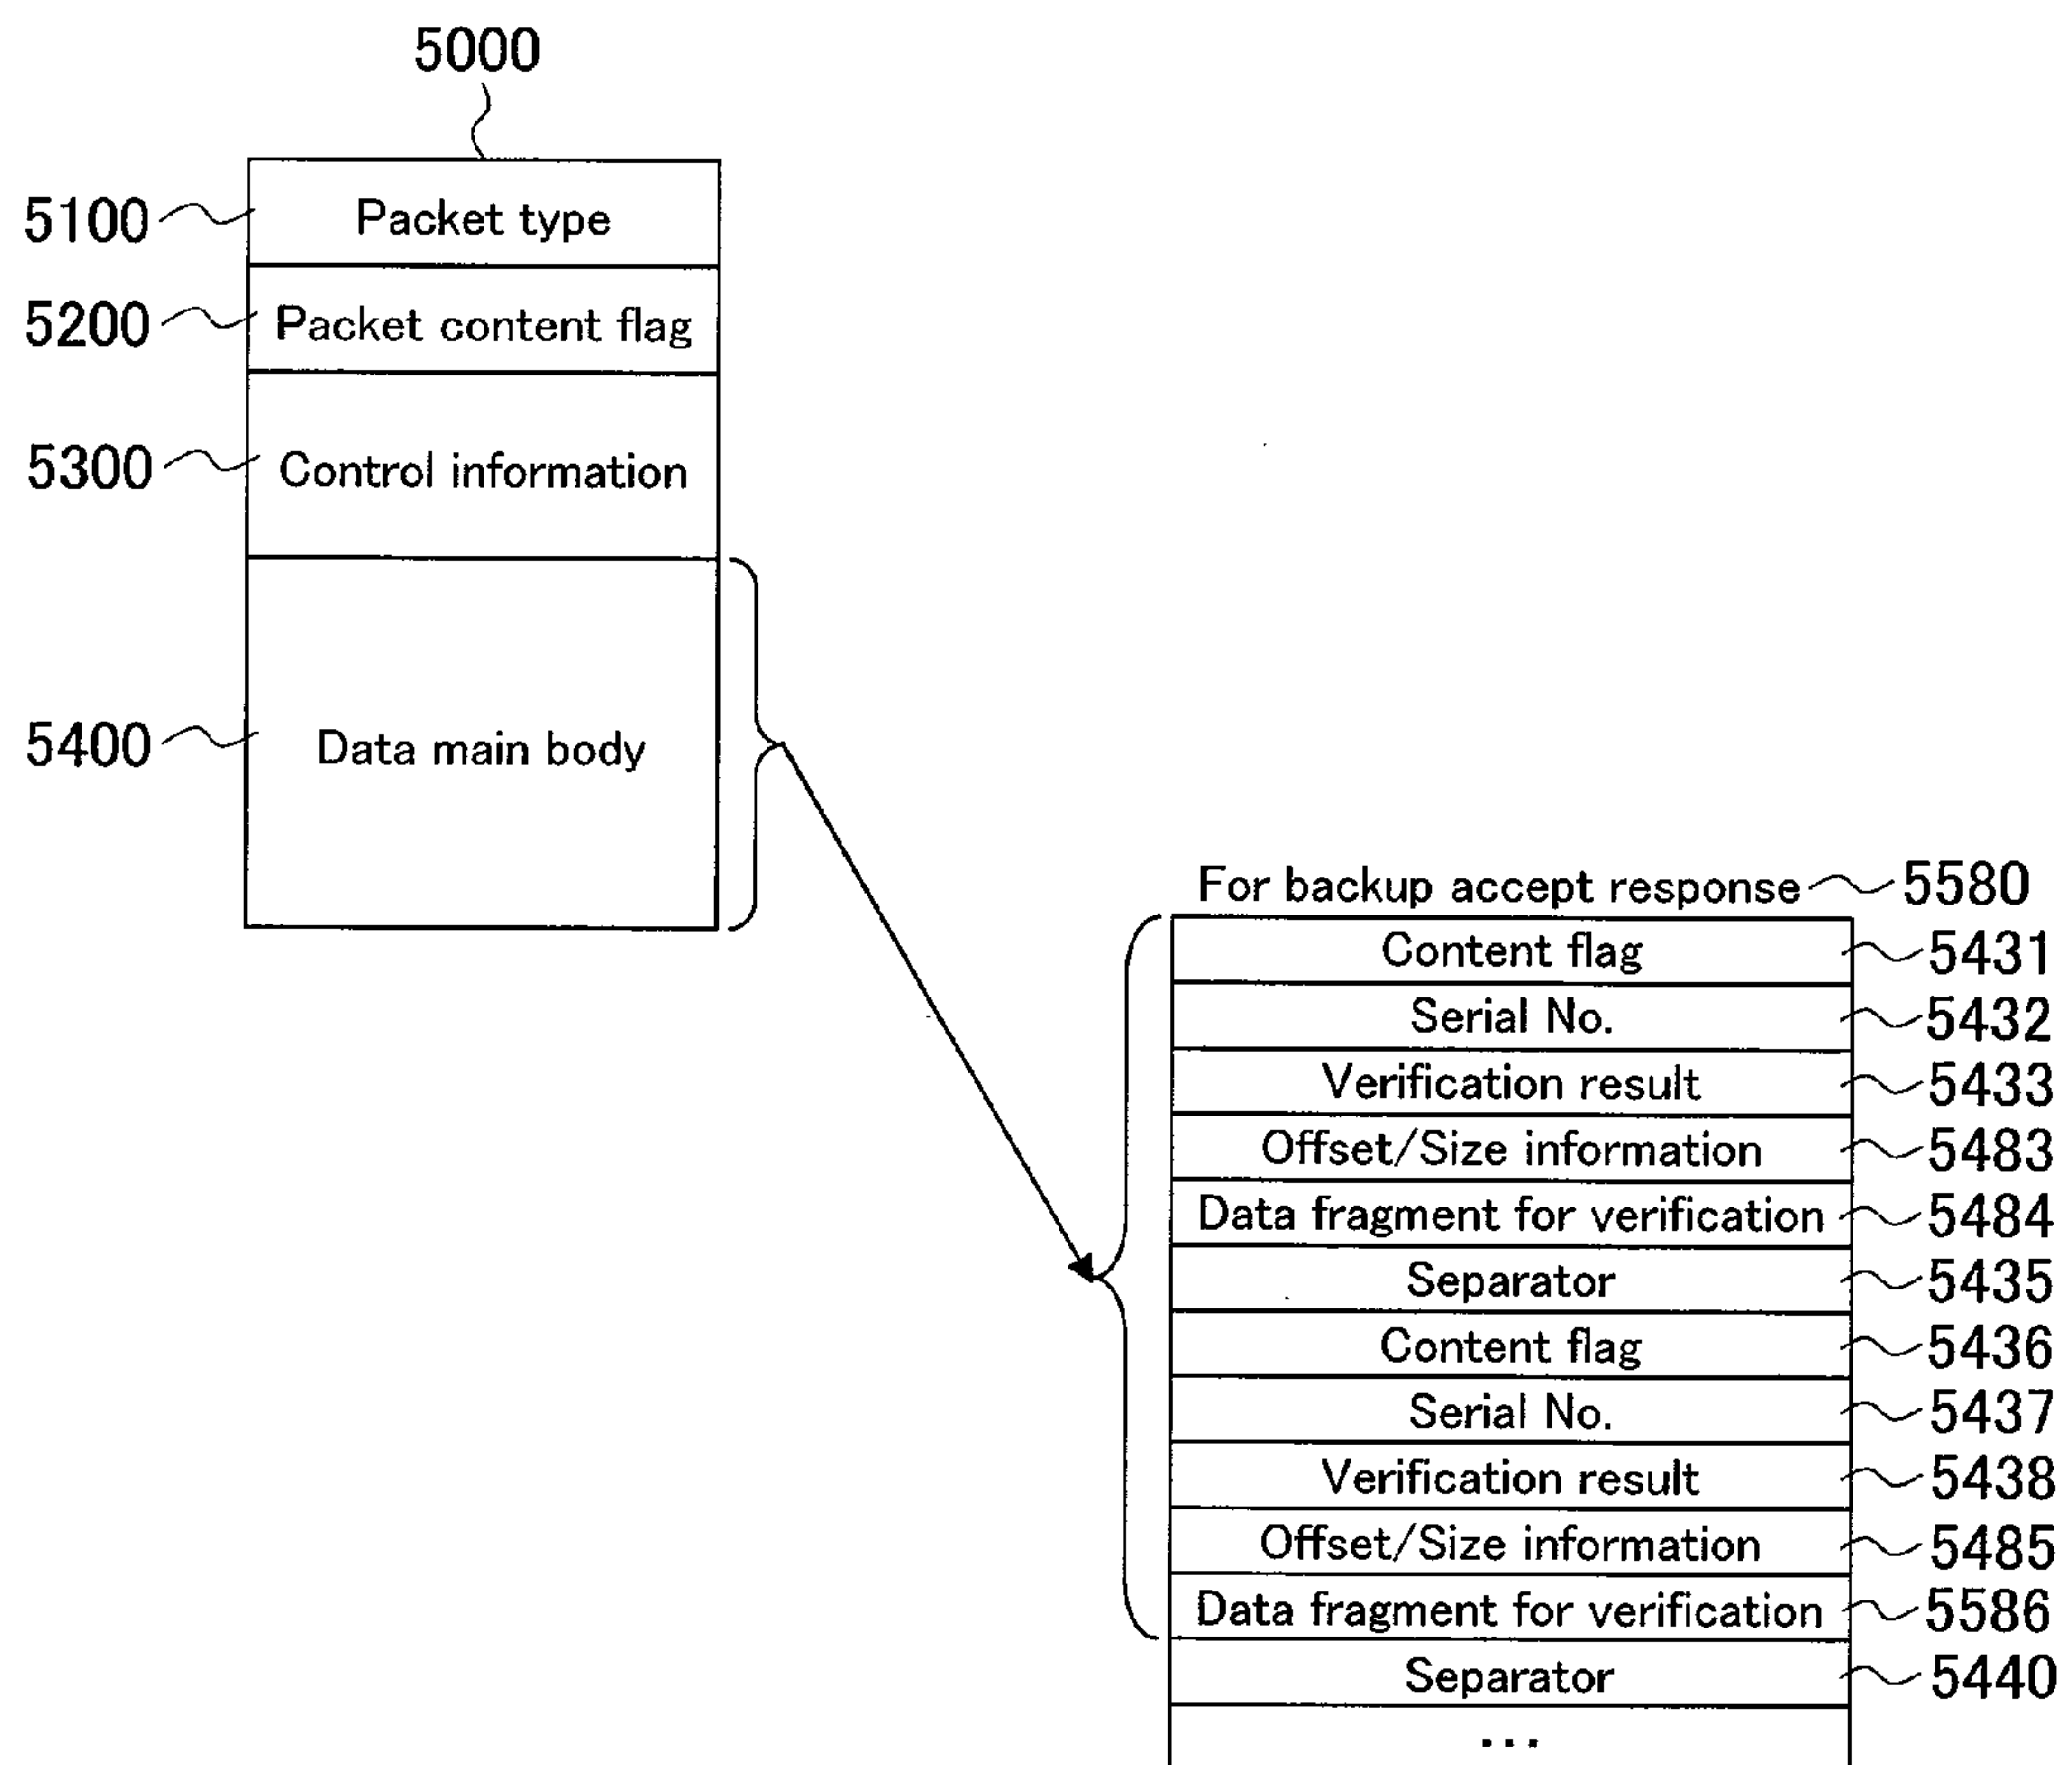 5000
5100 Packet type
5200 Packet content flag
5300 Control information
5400 Data main body
For backup accept response 5580
Content flag 5431
Serial No. 5432
Verification result 5433
Offset/Size information 5483
Data fragment for verification 5484
Separator 5435
Content flag 5436
Serial No. 5437
Verification result 5438
Offset/Size information 5485
Data fragment for verification 5586
Separator 5440
...